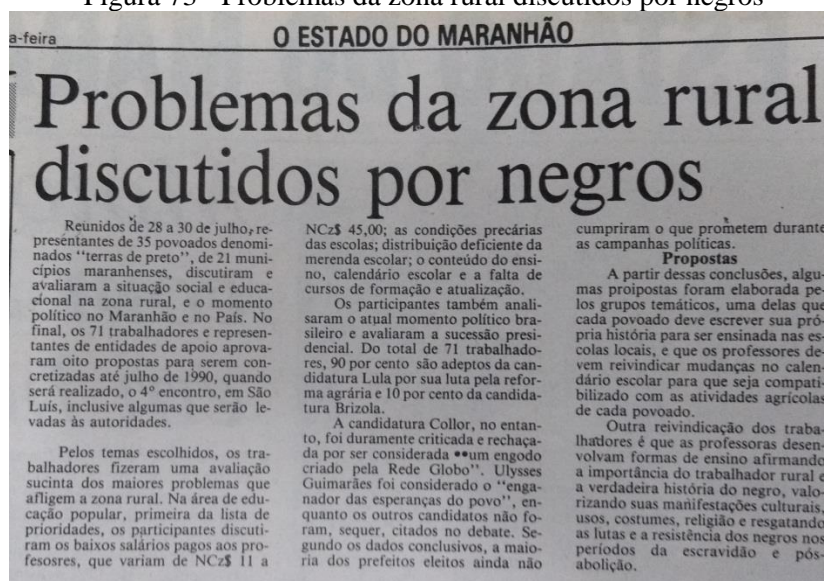 Figura 73 - Problemas da zona rural discutidos por negros
a-feira
O ESTADO DO MARANHÃO
Problemas da zona rural
discutidos por negros
Reunidos de 28 a 30 de julho, re-
presentantes de 35 povoados denomi-
nados "terras de preto", de 21 muni-
cípios maranhenses, discutiram e
avaliaram a situação social e educa-
cional na zona rural, e o momento
político no Maranhão e no País. No
final, os 71 trabalhadores e represen-
tantes de entidades de apoio aprova-
ram oito propostas para serem con-
cretizadas até julho de 1990, quando
será realizado, o 4º encontro, em São
Luís, inclusive algumas que serão le-
vadas às autoridades.
Pelos temas escolhidos, os tra-
balhadores fizeram uma avaliação
sucinta dos maiores problemas que
afligem a zona rural. Na área de edu-
cação popular, primeira da lista de
prioridades, os participantes discuti-
ram os baixos salários pagos aos pro-
fesosres, que variam de NCz$ 11 a
NCz$ 45,00; as condições precárias
das escolas; distribuição deficiente da
merenda escolar; o conteúdo do ensi-
no, calendário escolar e a falta de
cursos de formação e atualização.
Os participantes também anali-
saram o atual momento político bra-
sileiro e avaliaram a sucessão presi-
dencial. Do total de 71 trabalhado-
res, 90 por cento são adeptos da can-
didatura Lula por sua luta pela refor-
ma agrária e 10 por cento da candida-
tura Brizola.
A candidatura Collor, no entan-
to, foi duramente criticada e rechaça-
da por ser considerada "um engodo
criado pela Rede Globo". Ulysses
Guimarães foi considerado o "enga-
nador das esperanças do povo", en-
quanto os outros candidatos não fo-
ram, sequer, citados no debate. Se-
gundo os dados conclusivos, a maio-
ria dos prefeitos eleitos ainda não
cumpriram o que prometem durante
as campanhas políticas.
Propostas
A partir dessas conclusões, algu-
mas proipostas foram elaborada pe-
los grupos temáticos, uma delas que
cada povoado deve escrever sua pró-
pria história para ser ensinada nas es-
colas locais, e que os professores de-
vem reivindicar mudanças no calen-
dário escolar para que seja compati-
bilizado com as atividades agrícolas
de cada povoado.
Outra reivindicação dos traba-
lhadores é que as professoras desen-
volvam formas de ensino afirmando
a importância do trabalhador rural e
a verdadeira história do negro, valo-
rizando suas manifestações culturais,
usos, costumes, religião e resgatando
as lutas e a resistência dos negros nos
períodos da escravidão e pós-
abolição.